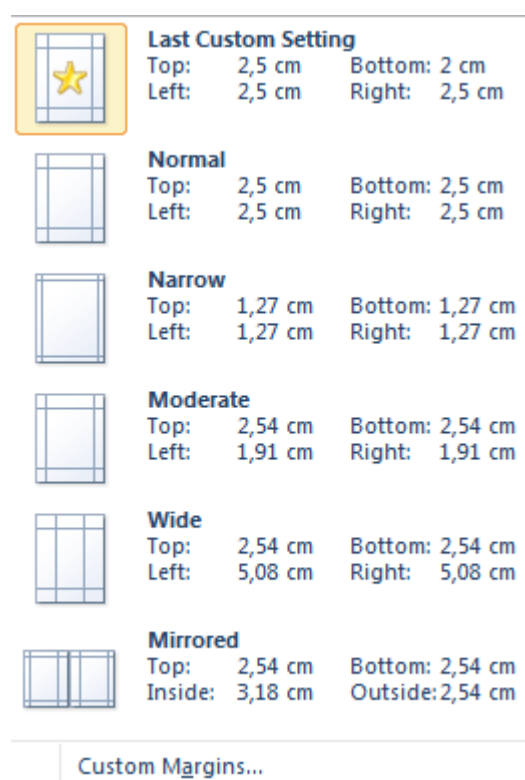 Last Custom Setting
Top: 2,5 cm Bottom: 2 cm
Left: 2,5 cm Right: 2,5 cm
Normal
Top: 2,5 cm Bottom: 2,5 cm
Left: 2,5 cm Right: 2,5 cm
Narrow
Top: 1,27 cm Bottom: 1,27 cm
Left: 1,27 cm Right: 1,27 cm
Moderate
Top: 2,54 cm Bottom: 2,54 cm
Left: 1,91 cm Right: 1,91 cm
Wide
Top: 2,54 cm Bottom: 2,54 cm
Left: 5,08 cm Right: 5,08 cm
Mirrored
Top: 2,54 cm Bottom: 2,54 cm
Inside: 3,18 cm Outside: 2,54 cm
Custom Margins...